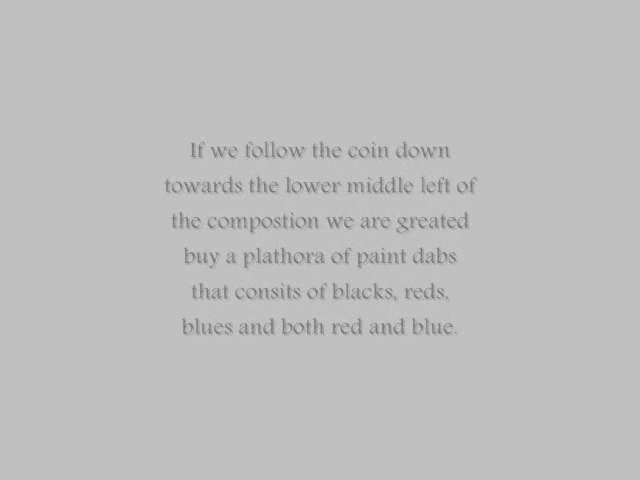 If we follow the coin down
towards the lower middle left of
the compostion we are greated
buy a plathora of paint dabs
that consits of blacks, reds,
blues and both red and blue.